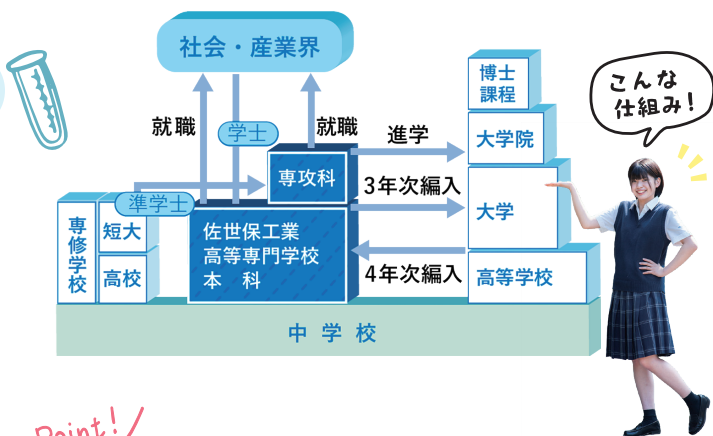 社会・産業界
就職
学士
就職
進学
3年次編入
4年次編入
準学士
専修学校
短大
高校
専攻科
佐世保工業
高等専門学校
本 科
博士
課程
大学院
大学
高等学校
中 学 校
こんな
仕組み!
Point!